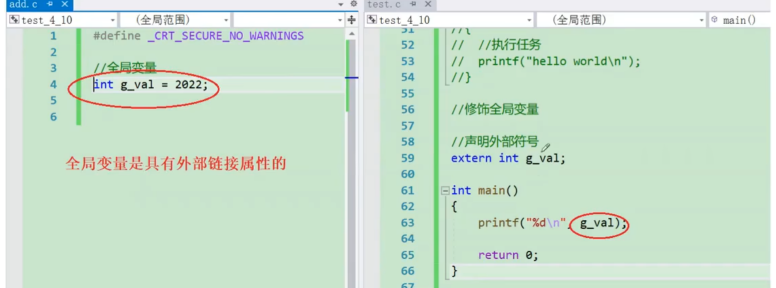 add.c
test_4_10
(全局范围)
1 #define _CRT_SECURE_NO_WARNINGS
2
3 //全局变量
4 int g_val = 2022;
5
6
全局变量是具有外部链接属性的
test.c
test_4_10
(全局范围)
main()
51 //{
52 // //执行任务
53 // printf("hello world\n");
54 //}
55
56 //修饰全局变量
57
58 //声明外部符号
59 extern int g_val;
60
61 int main()
62 {
63 printf("%d\n", g_val);
64
65 return 0;
66 }
67